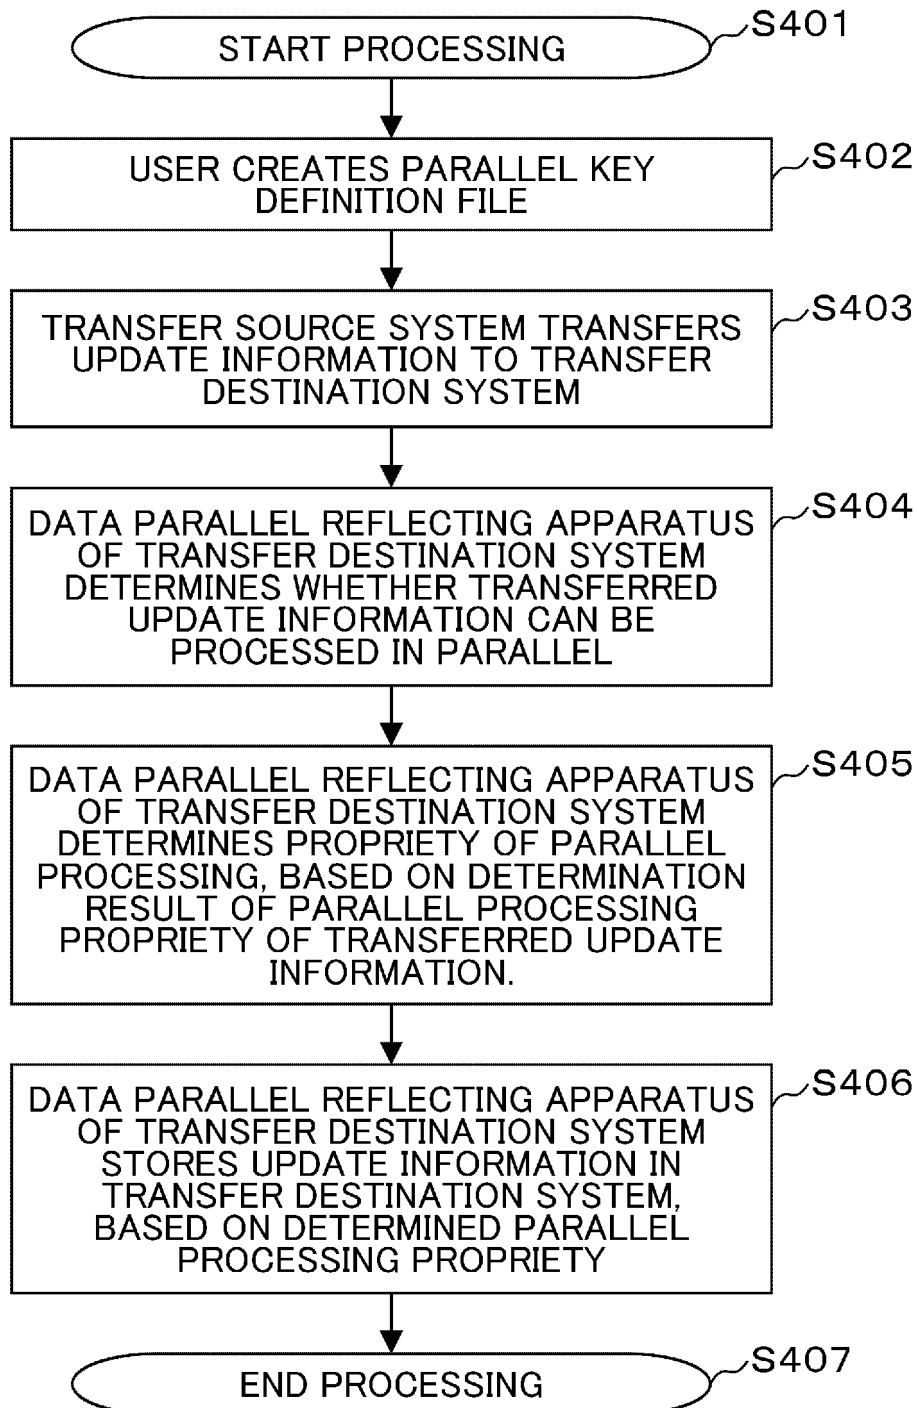 START PROCESSING
S401
USER CREATES PARALLEL KEY
DEFINITION FILE
S402
TRANSFER SOURCE SYSTEM TRANSFERS
UPDATE INFORMATION TO TRANSFER
DESTINATION SYSTEM
S403
DATA PARALLEL REFLECTING APPARATUS
OF TRANSFER DESTINATION SYSTEM
DETERMINES WHETHER TRANSFERRED
UPDATE INFORMATION CAN BE
PROCESSED IN PARALLEL
S404
DATA PARALLEL REFLECTING APPARATUS
OF TRANSFER DESTINATION SYSTEM
DETERMINES PROPRIETY OF PARALLEL
PROCESSING, BASED ON DETERMINATION
RESULT OF PARALLEL PROCESSING
PROPRIETY OF TRANSFERRED UPDATE
INFORMATION.
S405
DATA PARALLEL REFLECTING APPARATUS
OF TRANSFER DESTINATION SYSTEM
STORES UPDATE INFORMATION IN
TRANSFER DESTINATION SYSTEM,
BASED ON DETERMINED PARALLEL
PROCESSING PROPRIETY
S406
END PROCESSING
S407